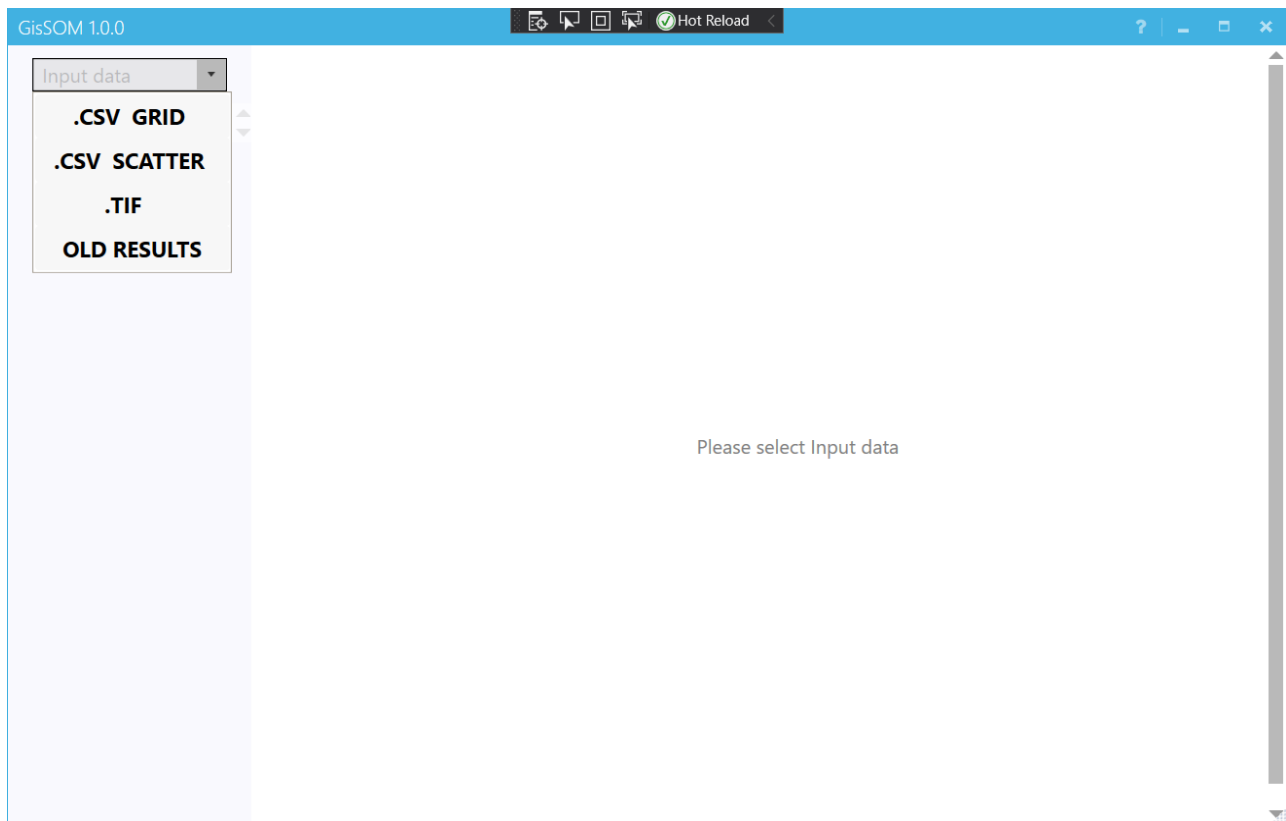 GisSOM 1.0.0
Hot Reload
?
Input data
.CSV GRID
.CSV SCATTER
.TIF
OLD RESULTS
Please select Input data